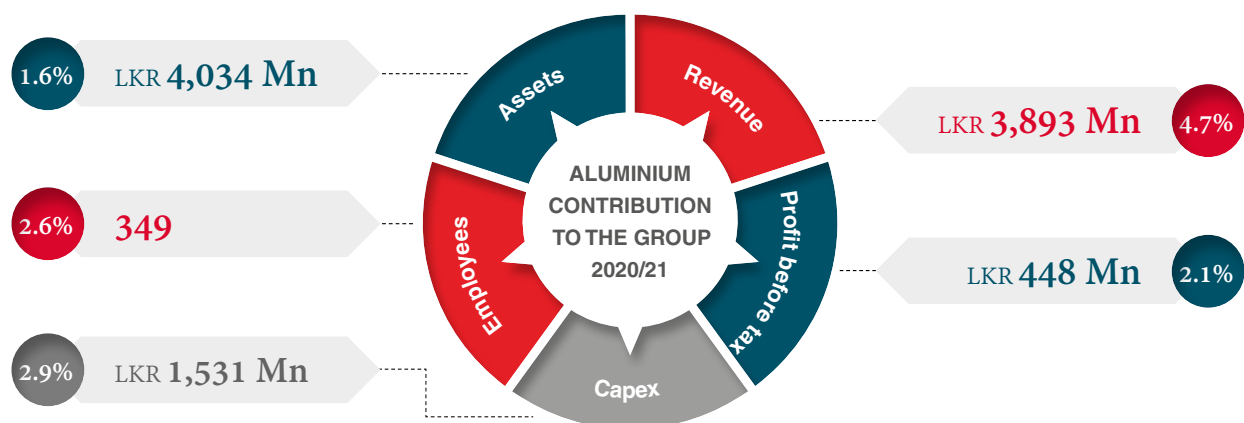 1.6%
LKR 4,034 Mn
Assets
Revenue
LKR 3,893 Mn
4.7%
2.6%
349
Employees
ALUMINIUM
CONTRIBUTION
TO THE GROUP
2020/21
Profit before tax
LKR 448 Mn
2.1%
2.9%
LKR 1,531 Mn
Capex